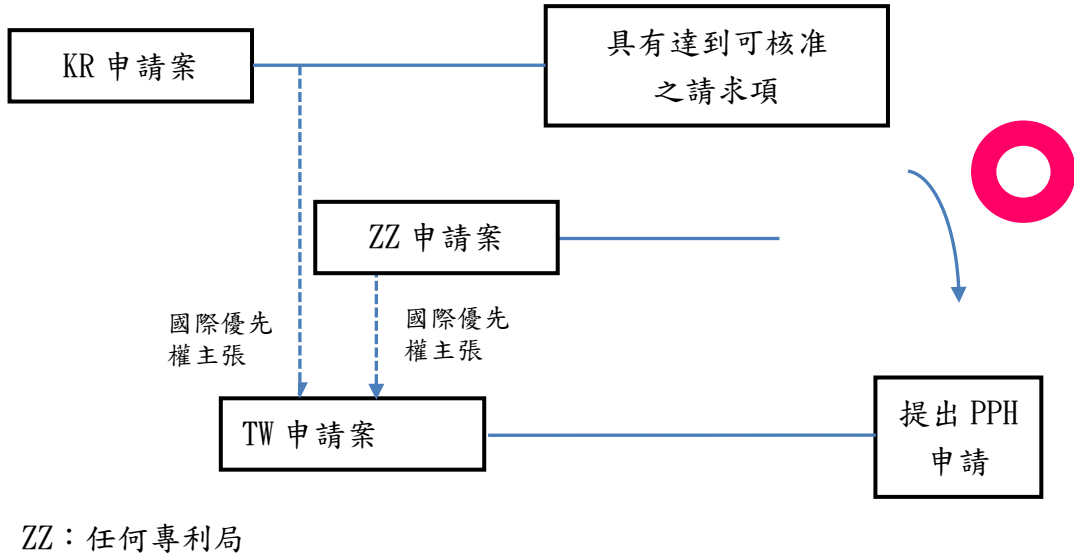 KR 申請案
具有達到可核准
之請求項
ZZ 申請案
國際優先
權主張
國際優先
權主張
TW 申請案
提出 PPH
申請
ZZ：任何專利局